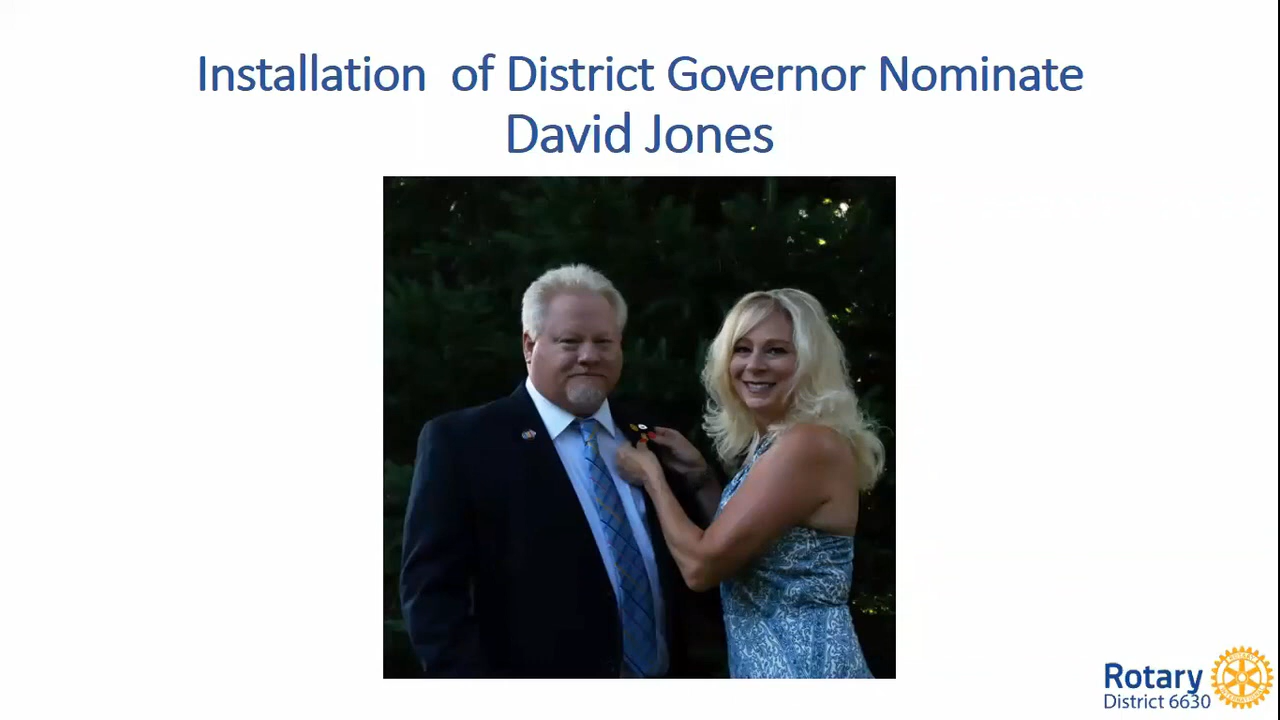 Installation of District Governor Nominate
David Jones
Rotary
District 6630